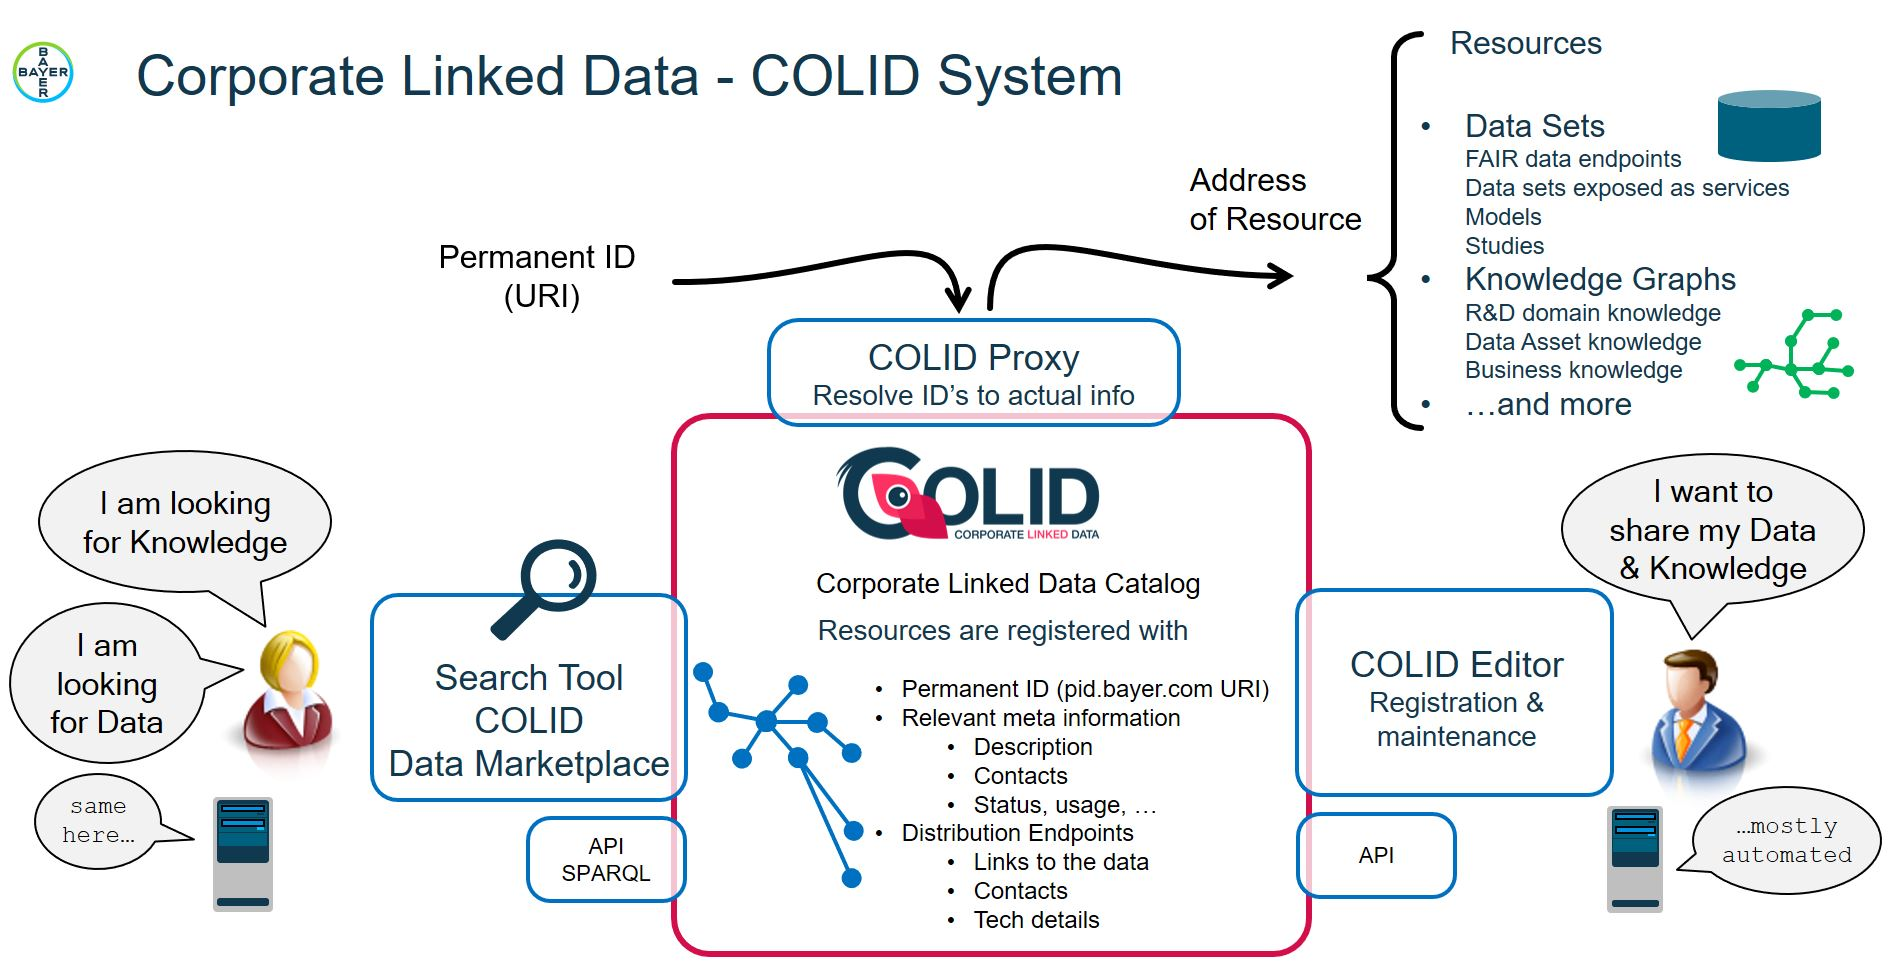 BAYER
BAYER
Corporate Linked Data - COLID System
Resources
• Data Sets
FAIR data endpoints
Data sets exposed as services
Models
Studies
• Knowledge Graphs
R&D domain knowledge
Data Asset knowledge
Business knowledge
• …and more
Address
of Resource
Permanent ID
(URI)
COLID Proxy
Resolve ID's to actual info
I am looking
for Knowledge
I am
looking
for Data
same
here…
Search Tool
COLID
Data Marketplace
API
SPARQL
COLID
CORPORATE LINKED DATA
Corporate Linked Data Catalog
Resources are registered with
• Permanent ID (pid.bayer.com URI)
• Relevant meta information
• Description
• Contacts
• Status, usage, …
• Distribution Endpoints
• Links to the data
• Contacts
• Tech details
COLID Editor
Registration &
maintenance
API
I want to
share my Data
& Knowledge
…mostly
automated